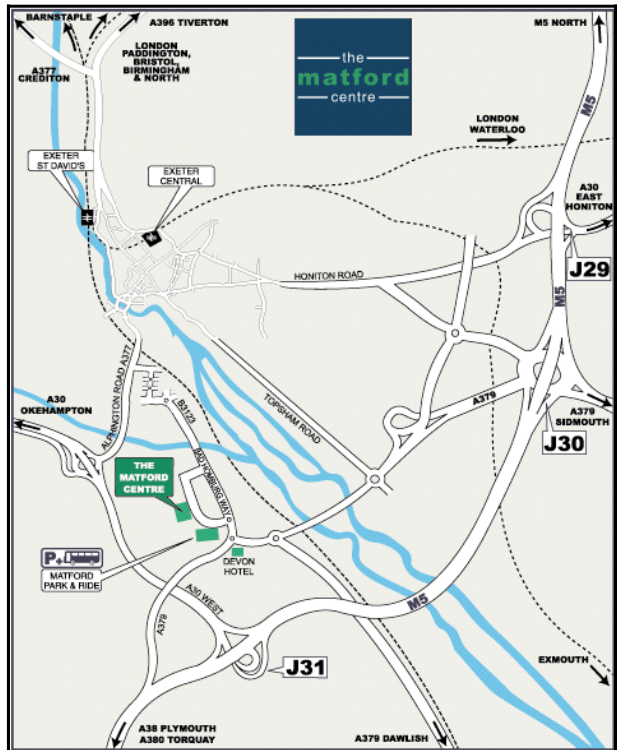 BARNSTAPLE
A396 TIVERTON
M5 NORTH
A377
CREDITON
LONDON
PADDINGTON,
BRISTOL,
BIRMINGHAM
& NORTH
the
matford
centre
M5
LONDON
WATERLOO
EXETER
ST DAVID'S
EXETER
CENTRAL
A30
EAST
HONITON
J29
HONITON ROAD
M5
ALPHINGTON ROAD A377
A30
OKEHAMPTON
B3123
TOPSHAM ROAD
A379
A379
SIDMOUTH
J30
THE
MATFORD
CENTRE
BAD HOMBURG WAY
P+
MATFORD
PARK & RIDE
DEVON
HOTEL
A30 WEST
A379
M5
J31
EXMOUTH
A38 PLYMOUTH
A380 TORQUAY
A379 DAWLISH